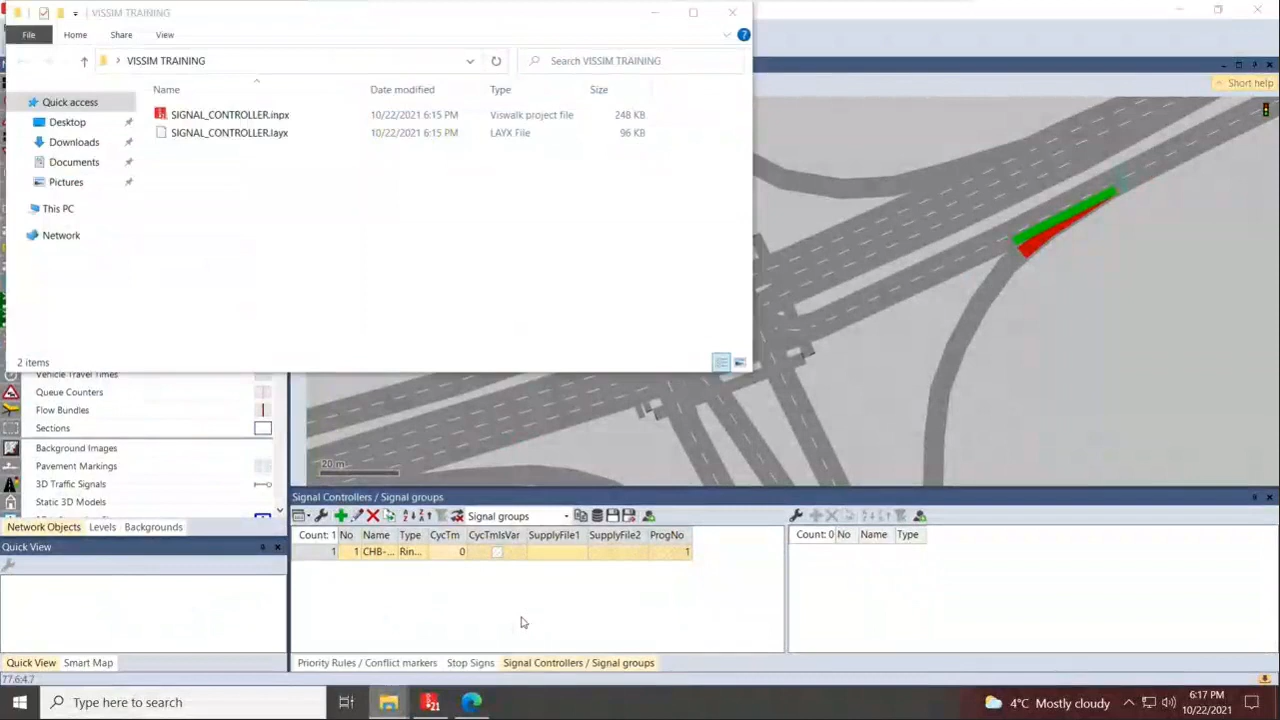 VISSIM TRAINING
File Home Share View
VISSIM TRAINING
Search VISSIM TRAINING
Short help
Name Date modified Type Size
Quick access
SIGNAL_CONTROLLER.inpx 10/22/2021 6:15 PM Viswalk project file 248 KB
Desktop
SIGNAL_CONTROLLER.layx 10/22/2021 6:15 PM LAYX File 96 KB
Downloads
Documents
Pictures
This PC
Network
2 items
Vehicle Travel Times
Queue Counters
Flow Bundles
Sections
Background Images
Pavement Markings
3D Traffic Signals
Static 3D Models
20 m
Network Objects Levels Backgrounds
Quick View
Quick View Smart Map
Signal Controllers / Signal groups
Signal groups
Count: 1 No Name Type CycTm CycTmIsVar SupplyFile1 SupplyFile2 ProgNo
1 1 CHB-... Rin... 0 1
Count: 0 No Name Type
Priority Rules / Conflict markers Stop Signs Signal Controllers / Signal groups
77.6:4.7
Type here to search
21
4°C Mostly cloudy
6:17 PM
10/22/2021